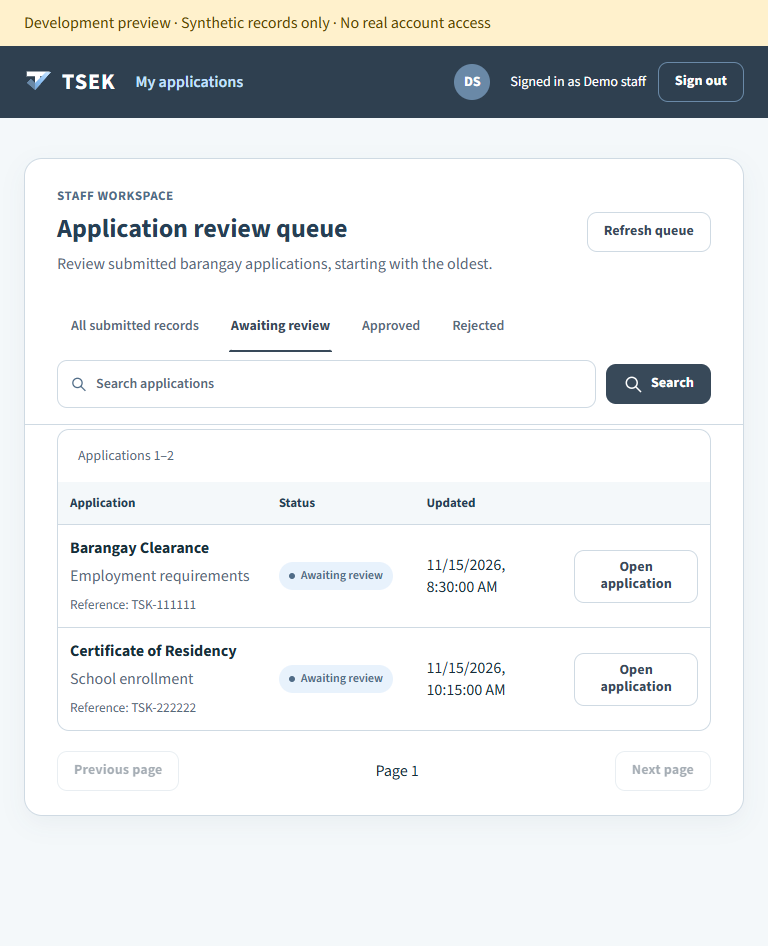 Development preview · Synthetic records only · No real account access
TSEK
My applications
DS
Signed in as Demo staff
Sign out
STAFF WORKSPACE
Application review queue
Refresh queue
Review submitted barangay applications, starting with the oldest.
All submitted records
Awaiting review
Approved
Rejected
Search applications
Search
Applications 1–2
Application
Status
Updated
Barangay Clearance
Employment requirements
Reference: TSK-111111
Awaiting review
11/15/2026,
8:30:00 AM
Open
application
Certificate of Residency
School enrollment
Reference: TSK-222222
Awaiting review
11/15/2026,
10:15:00 AM
Open
application
Previous page
Page 1
Next page